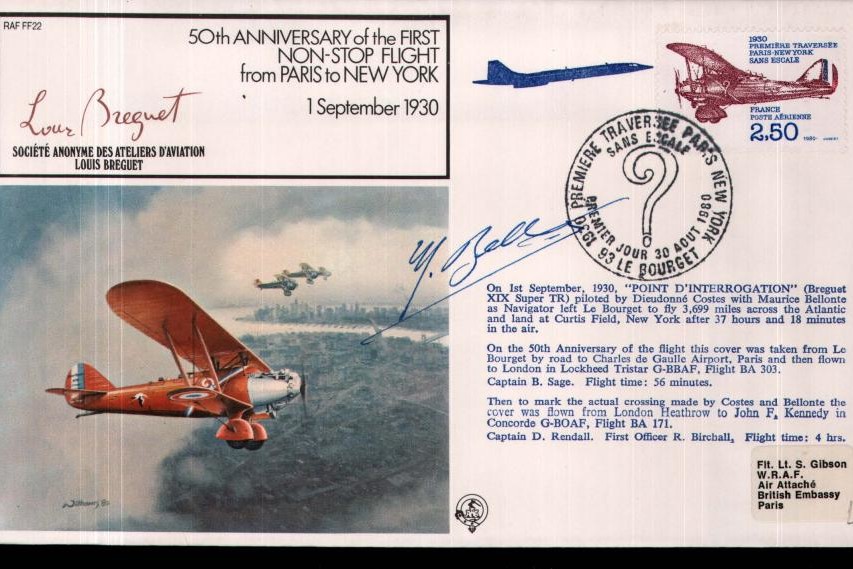 RAF FF22
50th ANNIVERSARY of the FIRST
NON-STOP FLIGHT
from PARIS to NEW YORK
1 September 1930
Louis Breguet
SOCIÉTÉ ANONYME DES ATELIERS D'AVIATION
LOUIS BREGUET
1930
PREMIÈRE TRAVERSÉE
PARIS-NEW YORK
SANS ESCALE
FRANCE
POSTE AÉRIENNE
2,50
1980
PREMIERE TRAVERSEE PARIS NEW YORK
SANS ESCALE
?
PREMIER JOUR 30 AOUT 1980
1930 93 LE BOURGET
M. Bellonte
On 1st September, 1930, "POINT D'INTERROGATION" (Breguet
XIX Super TR) piloted by Dieudonné Costes with Maurice Bellonte
as Navigator left Le Bourget to fly 3,699 miles across the Atlantic
and land at Curtis Field, New York after 37 hours and 18 minutes
in the air.
On the 50th Anniversary of the flight this cover was taken from Le
Bourget by road to Charles de Gaulle Airport, Paris and then flown
to London in Lockheed Tristar G-BBAF, Flight BA 303.
Captain B. Sage. Flight time: 56 minutes.
Then to mark the actual crossing made by Costes and Bellonte the
cover was flown from London Heathrow to John F. Kennedy in
Concorde G-BOAF, Flight BA 171.
Captain D. Rendall. First Officer R. Birchall, Flight time: 4 hrs.
Flt. Lt. S. Gibson
W.R.A.F.
Air Attaché
British Embassy
Paris